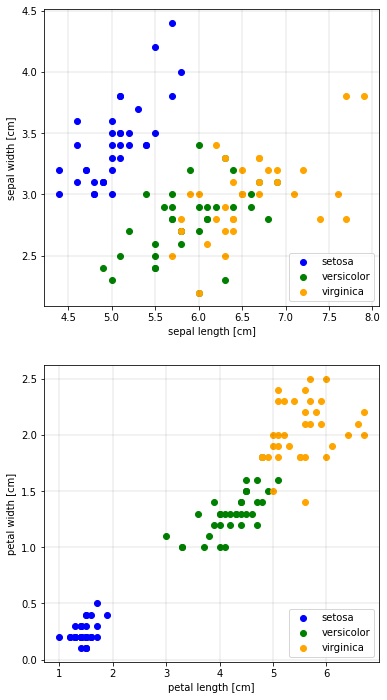 4.5
4.0
3.5
3.0
2.5
sepal width [cm]
setosa
versicolor
virginica
4.5 5.0 5.5 6.0 6.5 7.0 7.5 8.0
sepal length [cm]
2.5
2.0
1.5
1.0
0.5
0.0
petal width [cm]
setosa
versicolor
virginica
1 2 3 4 5 6
petal length [cm]